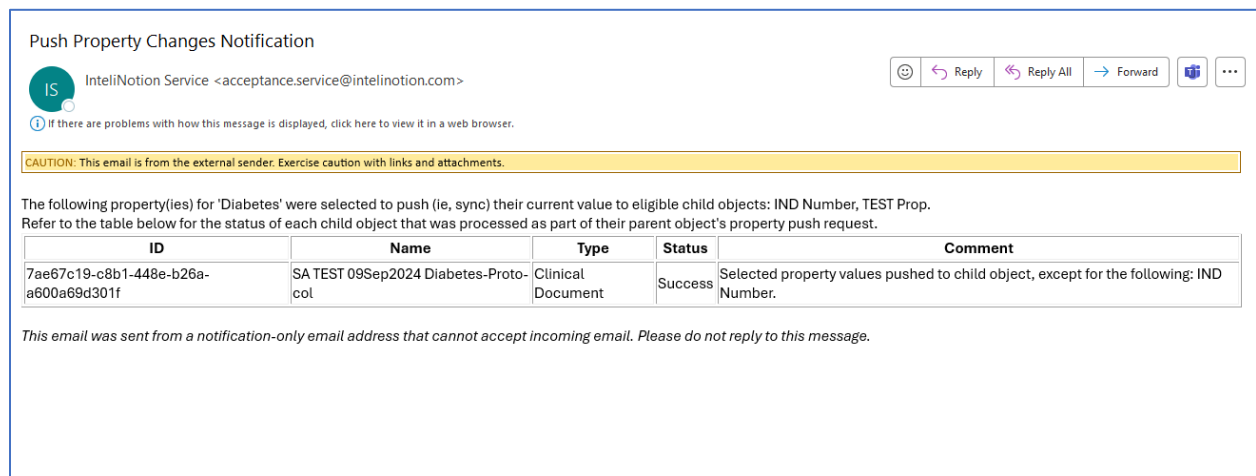 Push Property Changes Notification
IS
InteliNotion Service <acceptance.service@intelinotion.com>
Reply
Reply All
Forward
If there are problems with how this message is displayed, click here to view it in a web browser.
CAUTION: This email is from the external sender. Exercise caution with links and attachments.
The following property(ies) for 'Diabetes' were selected to push (ie, sync) their current value to eligible child objects: IND Number, TEST Prop.
Refer to the table below for the status of each child object that was processed as part of their parent object's property push request.
ID Name Type Status Comment
7ae67c19-c8b1-448e-b26a-
a600a69d301f
SA TEST 09Sep2024 Diabetes-Proto-
col
Clinical
Document
Success
Selected property values pushed to child object, except for the following: IND
Number.
This email was sent from a notification-only email address that cannot accept incoming email. Please do not reply to this message.